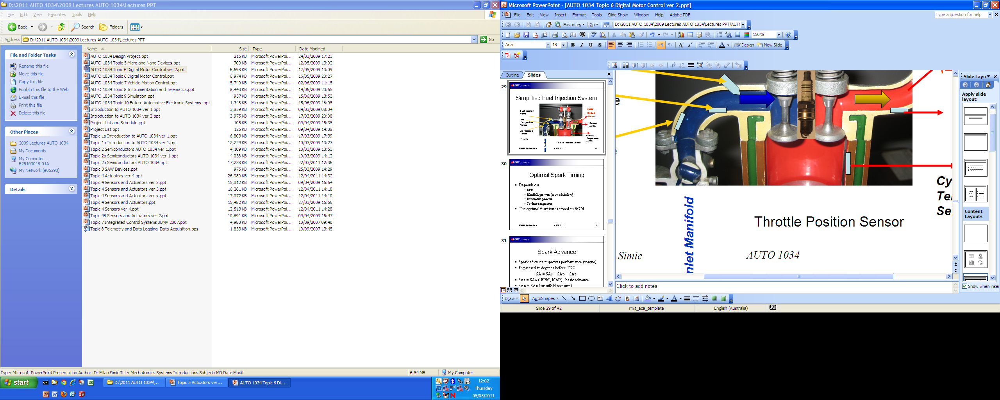 D:\2011 AUTO 1034\2009 Lectures AUTO 1034\Lectures PPT
File Edit View Favorites Tools Help
Back Search Folders
Address D:\2011 AUTO 1034\2009 Lectures AUTO 1034\Lectures PPT Go
File and Folder Tasks
Rename this file
Move this file
Copy this file
Publish this file to the Web
E-mail this file
Print this file
Delete this file
Other Places
2009 Lectures AUTO 1034
My Documents
My Computer
B25103018-01A
My Network (e05290)
Details
Name Size Type Date Modified
AUTO 1034 Design Project.ppt 215 KB Microsoft PowerPoi... 24/03/2009 17:23
AUTO 1034 Topic 5 Micro and Nano Devices.ppt 709 KB Microsoft PowerPoi... 12/05/2009 13:02
AUTO 1034 Topic 6 Digital Motor Control ver 2.ppt 6,698 KB Microsoft PowerPoi... 17/05/2009 13:09
AUTO 1034 Topic 6 Digital Motor Control.ppt 6,974 KB Microsoft PowerPoi... 16/05/2009 20:27
AUTO 1034 Topic 7 Vehicle Motion Control.ppt 5,740 KB Microsoft PowerPoi... 02/06/2009 11:15
AUTO 1034 Topic 8 Instrumentation and Telematics.ppt 8,443 KB Microsoft PowerPoi... 14/06/2009 23:55
AUTO 1034 Topic 9 Simulation.ppt 957 KB Microsoft PowerPoi... 15/06/2009 13:53
AUTO 1034 Topic 10 Future Automotive Electronic Systems .ppt 1,348 KB Microsoft PowerPoi... 15/06/2009 16:05
Introduction to AUTO 1034 ver 1.ppt 3,859 KB Microsoft PowerPoi... 04/03/2009 08:04
Introduction to AUTO 1034 ver 2.ppt 3,975 KB Microsoft PowerPoi... 17/03/2009 20:08
Project List and Schedule.ppt 105 KB Microsoft PowerPoi... 09/04/2009 15:35
Project List.ppt 125 KB Microsoft PowerPoi... 09/04/2009 14:38
Topic 1a Introduction to AUTO 1034 ver 1.ppt 6,803 KB Microsoft PowerPoi... 17/03/2009 17:39
Topic 1b Introduction to AUTO 1034 ver 1.ppt 12,229 KB Microsoft PowerPoi... 10/03/2009 13:23
Topic 2 Semiconductors AUTO 1034 ver 1.ppt 4,109 KB Microsoft PowerPoi... 10/03/2009 13:53
Topic 2a Semiconductors AUTO 1034 ver 1.ppt 4,038 KB Microsoft PowerPoi... 10/03/2009 14:12
Topic 2b Semiconductors AUTO 1034.ppt 17,238 KB Microsoft PowerPoi... 22/03/2011 12:36
Topic 3 SAW Devices.ppt 975 KB Microsoft PowerPoi... 25/03/2009 14:29
Topic 4 Actuators ver 4.ppt 26,989 KB Microsoft PowerPoi... 12/04/2011 14:32
Topic 4 Sensors and Actuators ver 2.ppt 15,012 KB Microsoft PowerPoi... 09/04/2009 15:54
Topic 4 Sensors and Actuators ver 3.ppt 16,261 KB Microsoft PowerPoi... 12/04/2011 14:10
Topic 4 Sensors and Actuators ver x.ppt 17,072 KB Microsoft PowerPoi... 12/04/2011 14:10
Topic 4 Sensors and Actuators.ppt 15,482 KB Microsoft PowerPoi... 27/03/2009 15:56
Topic 4 Sensors ver 4.ppt 12,513 KB Microsoft PowerPoi... 12/04/2011 14:28
Topic 4B Sensors and Actuators ver 2.ppt 10,891 KB Microsoft PowerPoi... 09/04/2009 15:47
Topic 7 Integrated Control Systems JUMV 2007.ppt 4,983 KB Microsoft PowerPoi... 10/09/2007 09:40
Topic 8 Telemetry and Data Logging_Data Acquisition.pps 1,833 KB Microsoft PowerPoi... 10/09/2007 13:45
Type: Microsoft PowerPoint Presentation Author: Dr Milan Simic Title: Mechatronics Systems Introductions Subject: MD Date Modif 6.54 MB My Computer
start D:\2011 AUTO 1034\... Topic 5 Actuators ver... AUTO 1034 Topic 6 Di...
12:02
Thursday
05/05/2011
Microsoft PowerPoint - [AUTO 1034 Topic 6 Digital Motor Control ver 2.ppt]
File Edit View Insert Format Tools Slide Show Window Help Adobe PDF Type a question for help
Favorites Go D:\2011 AUTO 1034\2009 Lectures AUTO 1034\Lectures PPT\AUT
150%
Arial 18 B I U S Design New Slide
Outline Slides
29
RMIT University
Simplified Fuel Injection System
Fuel Injection
Valve
Inlet
Temperature
Sensor
Air Pressure
Sensor
Throttle
Oxygen
Sensor
Cylinder
Temperature
Sensor
Throttle Position Sensor
30
RMIT University
Optimal Spark Timing
• Depends on
• RPM
• Manifold pressure (mass of air flow)
• Barometric pressure
• Coolant temperature
• The optimal function is stored in ROM
31
RMIT University
Spark Advance
• Spark advance improves performance (torque)
• Expressed in degrees before TDC
SA = SAs + SAp + SAt
• SAs = SAa ( RPM, MAP) , basic advance
• SAp = SAp (manifold pressure)
e
e
SUPER
Cy
Te
Se
nlet Manifold
Throttle Position Sensor
Simic AUTO 1034
Click to add notes
Slide Layo
Apply slide
layout:
Content
Layouts
Show when inser
Draw AutoShapes
Slide 29 of 42 rmit_aca_template English (Australia)